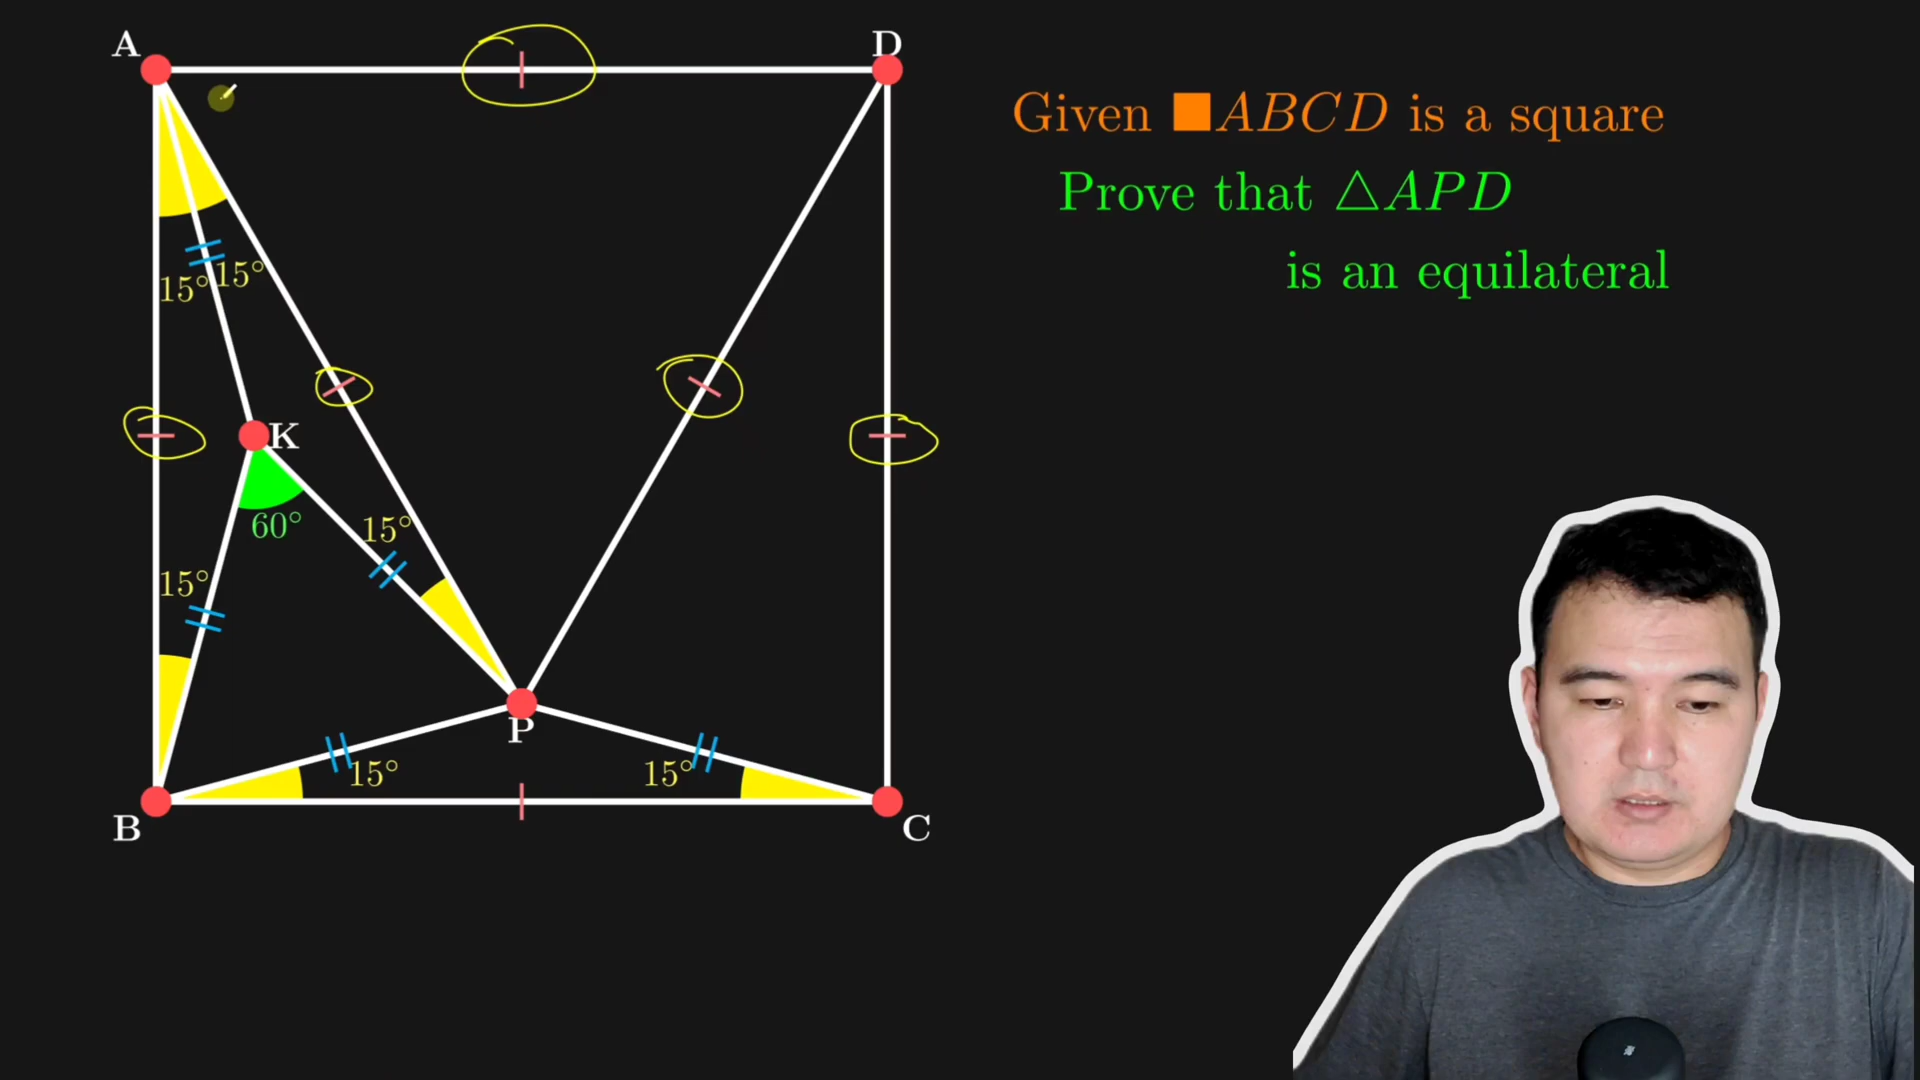 A
D
Given ■ABCD is a square
Prove that △APD
is an equilateral
15° 15°
K
60°
15°
15°
P
15°
15°
B
C